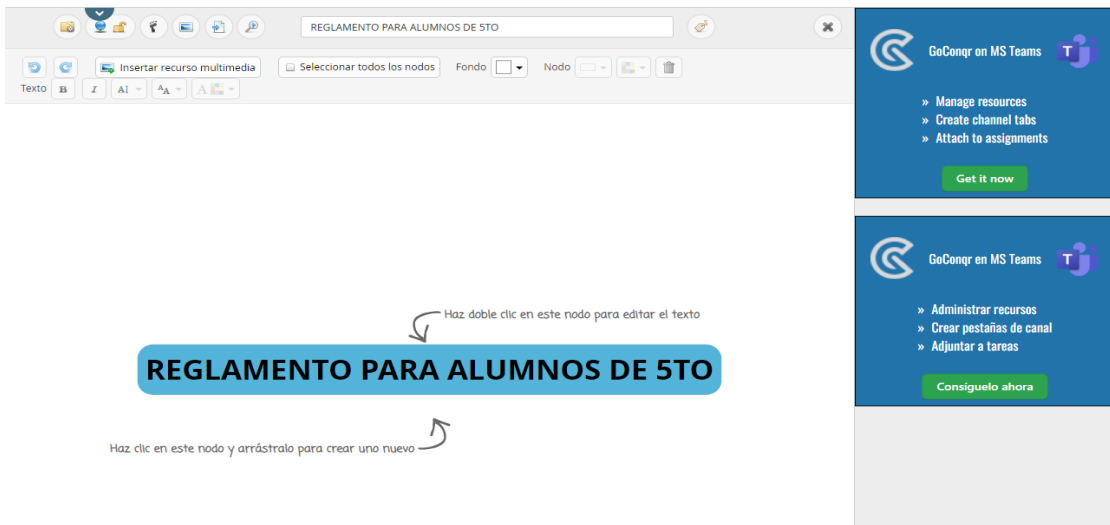 REGLAMENTO PARA ALUMNOS DE 5TO
Insertar recurso multimedia
Seleccionar todos los nodos
Fondo
Nodo
Texto B I AI AA A
Haz doble clic en este nodo para editar el texto
REGLAMENTO PARA ALUMNOS DE 5TO
Haz clic en este nodo y arrástralo para crear uno nuevo
GoConqr on MS Teams
T
» Manage resources
» Create channel tabs
» Attach to assignments
Get it now
GoConqr en MS Teams
T
» Administrar recursos
» Crear pestañas de canal
» Adjuntar a tareas
Consíguelo ahora